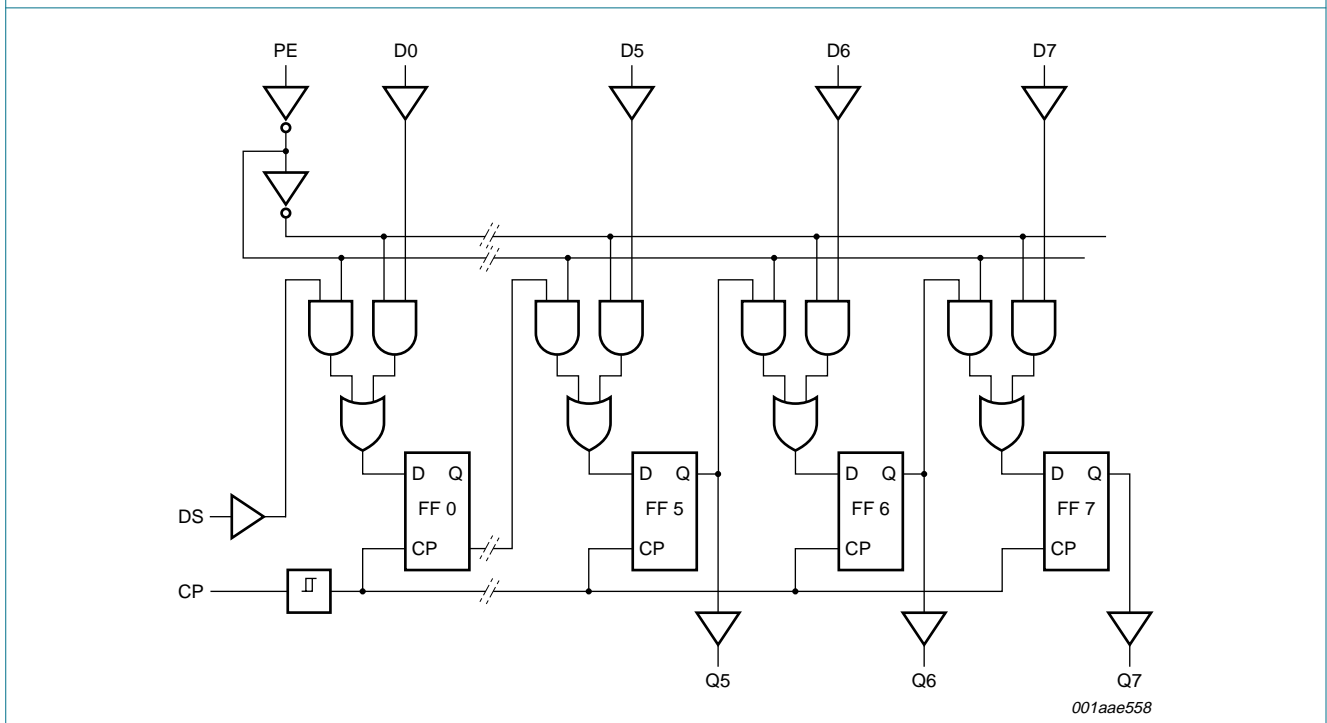 PE D0 D5 D6 D7
D Q D Q D Q D Q
FF 0 FF 5 FF 6 FF 7
DS
CP CP CP CP
CP
Q5 Q6 Q7
001aae558